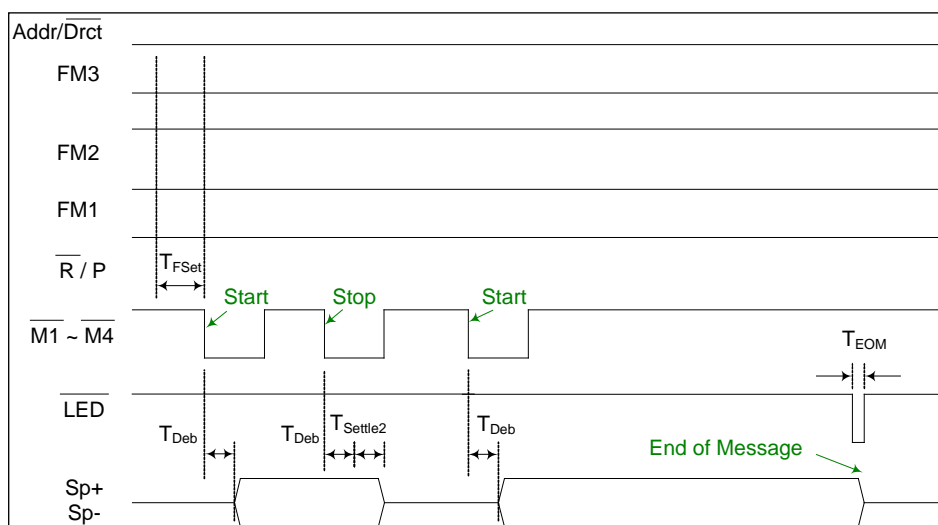 Addr/Drct
FM3
FM2
FM1
R / P
TFSet
Start Stop Start
M1 ~ M4
TEOM
LED
TDeb TDeb TSettle2 TDeb
End of Message
Sp+
Sp-